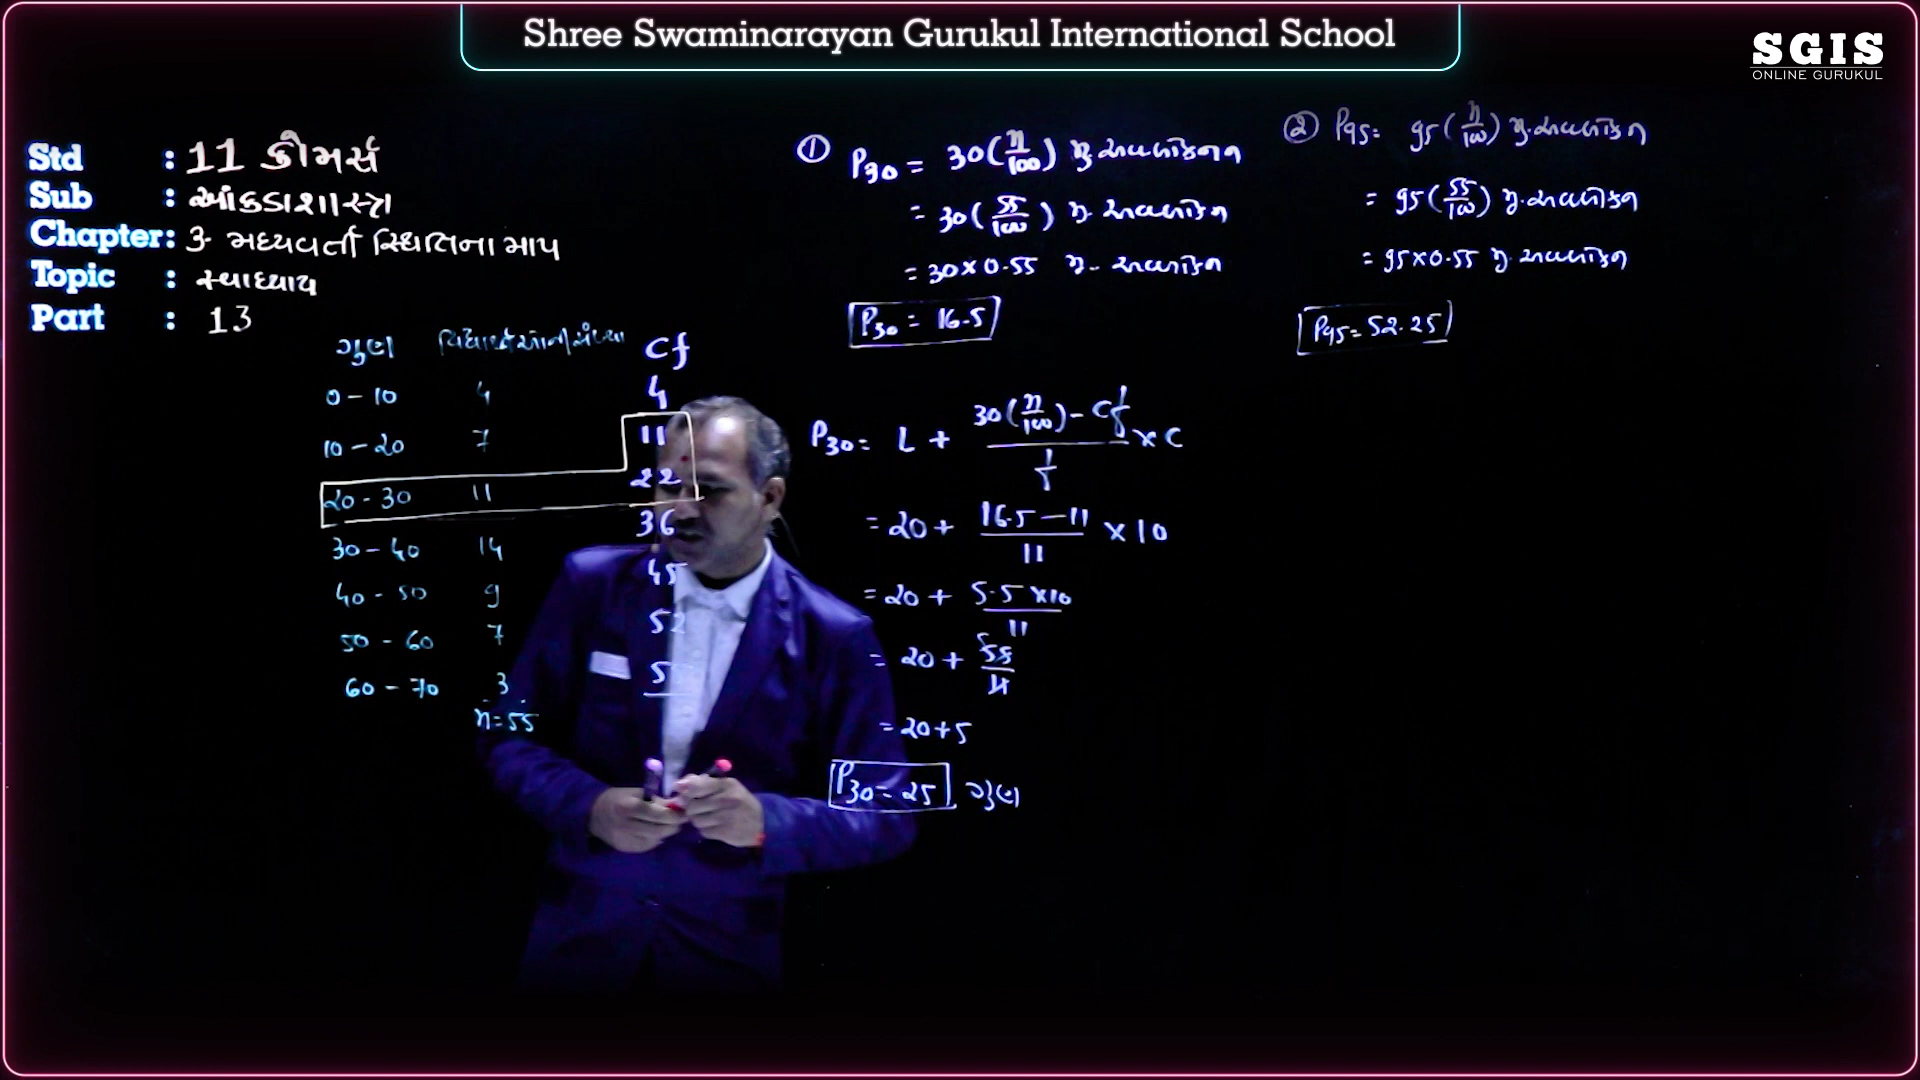 Shree Swaminarayan Gurukul International School
SGIS
ONLINE GURUKUL
Std : 11 કોમર્સ
Sub : આંકડાશાસ્ત્ર
Chapter: 3- મધ્યવર્તી સ્થિતિના માપ
Topic : સ્વાધ્યાય
Part : 13
ગુણ વિદ્યાર્થીઓની સંખ્યા Cf
0 - 10 4 4
10 - 20 7 11
20 - 30 11 22
30 - 40 14 36
40 - 50 9 45
50 - 60 7 52
60 - 70 3 5
n = 55
① P30 = 30(n/100) મુ અવલોકન
= 30(55/100) મુ. અવલોકન
= 30 × 0.55 મુ- અવલોકન
P30 = 16.5
P30 = L + (30(n/100) - cf)/f × C
= 20 + (16.5 - 11)/11 × 10
= 20 + (5.5 × 10)/11
= 20 + 55/11
= 20 + 5
P30 = 25 ગુણ
② P95 = 95(n/100) મુ. અવલોકન
= 95(55/100) મુ. અવલોકન
= 95 × 0.55 મુ. અવલોકન
P95 = 52.25